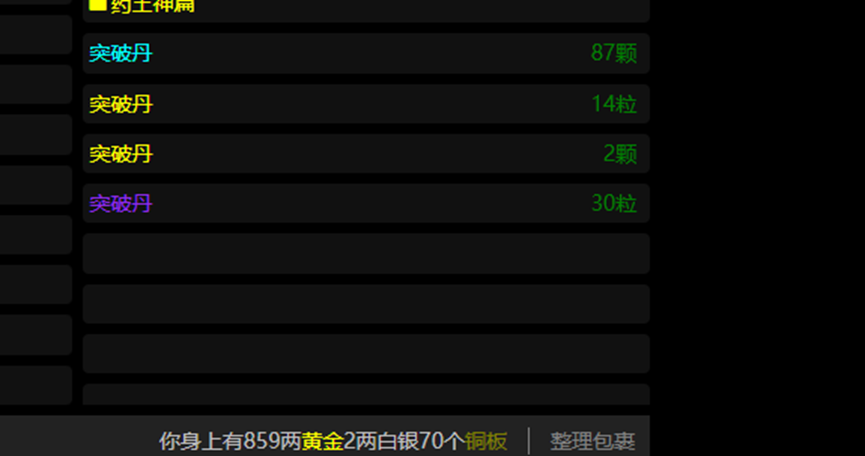 ■药王神篇
突破丹 87颗
突破丹 14粒
突破丹 2颗
突破丹 30粒
你身上有859两黄金2两白银70个铜板 | 整理包裹